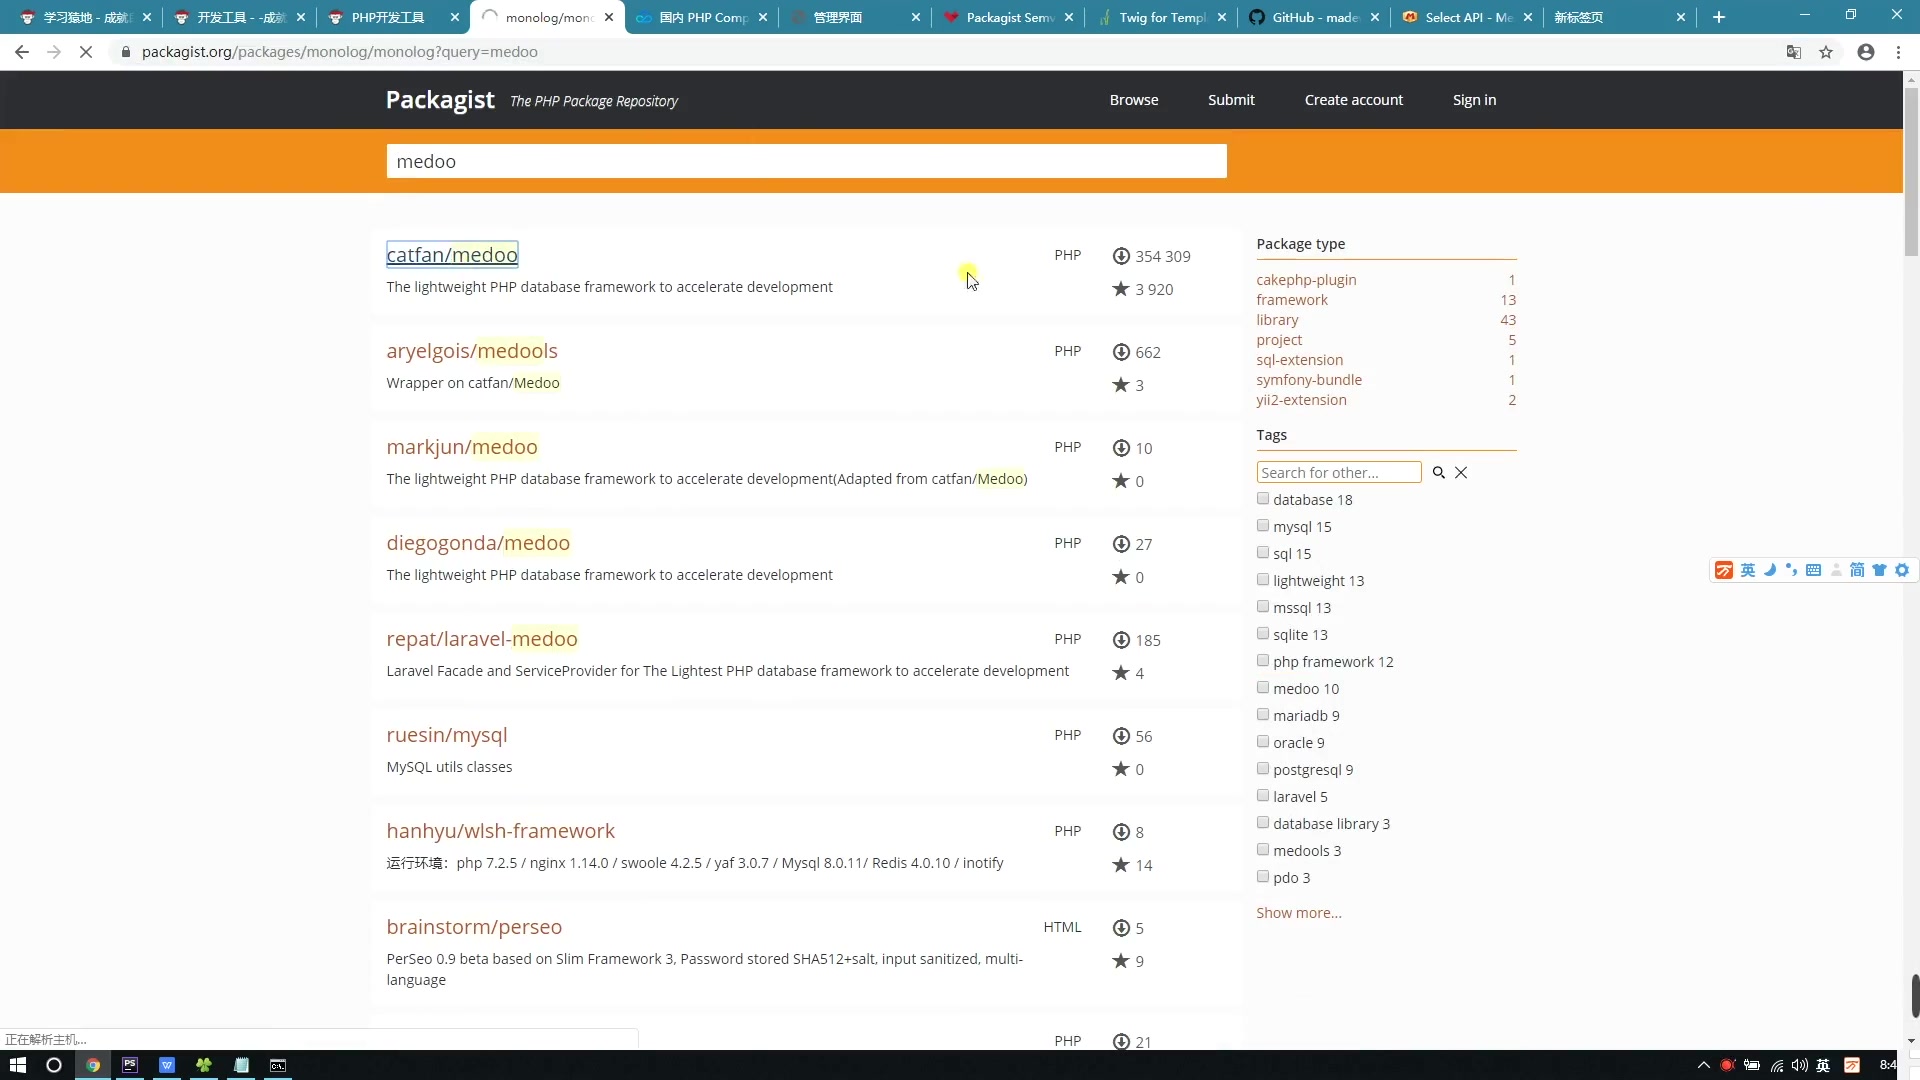 学习猿地 - 成就
开发工具 - -成就
PHP开发工具
monolog/mono
国内 PHP Comp
管理界面
Packagist Semv
Twig for Templ
GitHub - made
Select API - Me
新标签页
packagist.org/packages/monolog/monolog?query=medoo
Packagist The PHP Package Repository
Browse
Submit
Create account
Sign in
medoo
catfan/medoo
PHP
354 309
The lightweight PHP database framework to accelerate development
3 920
aryelgois/medools
PHP
662
Wrapper on catfan/Medoo
3
markjun/medoo
PHP
10
The lightweight PHP database framework to accelerate development(Adapted from catfan/Medoo)
0
diegogonda/medoo
PHP
27
The lightweight PHP database framework to accelerate development
0
repat/laravel-medoo
PHP
185
Laravel Facade and ServiceProvider for The Lightest PHP database framework to accelerate development
4
ruesin/mysql
PHP
56
MySQL utils classes
0
hanhyu/wlsh-framework
PHP
8
运行环境：php 7.2.5 / nginx 1.14.0 / swoole 4.2.5 / yaf 3.0.7 / Mysql 8.0.11/ Redis 4.0.10 / inotify
14
brainstorm/perseo
HTML
5
PerSeo 0.9 beta based on Slim Framework 3, Password stored SHA512+salt, input sanitized, multi-
language
9
PHP
21
Package type
cakephp-plugin 1
framework 13
library 43
project 5
sql-extension 1
symfony-bundle 1
yii2-extension 2
Tags
Search for other...
database 18
mysql 15
sql 15
lightweight 13
mssql 13
sqlite 13
php framework 12
medoo 10
mariadb 9
oracle 9
postgresql 9
laravel 5
database library 3
medools 3
pdo 3
Show more...
英
简
正在解析主机...
英
8:4